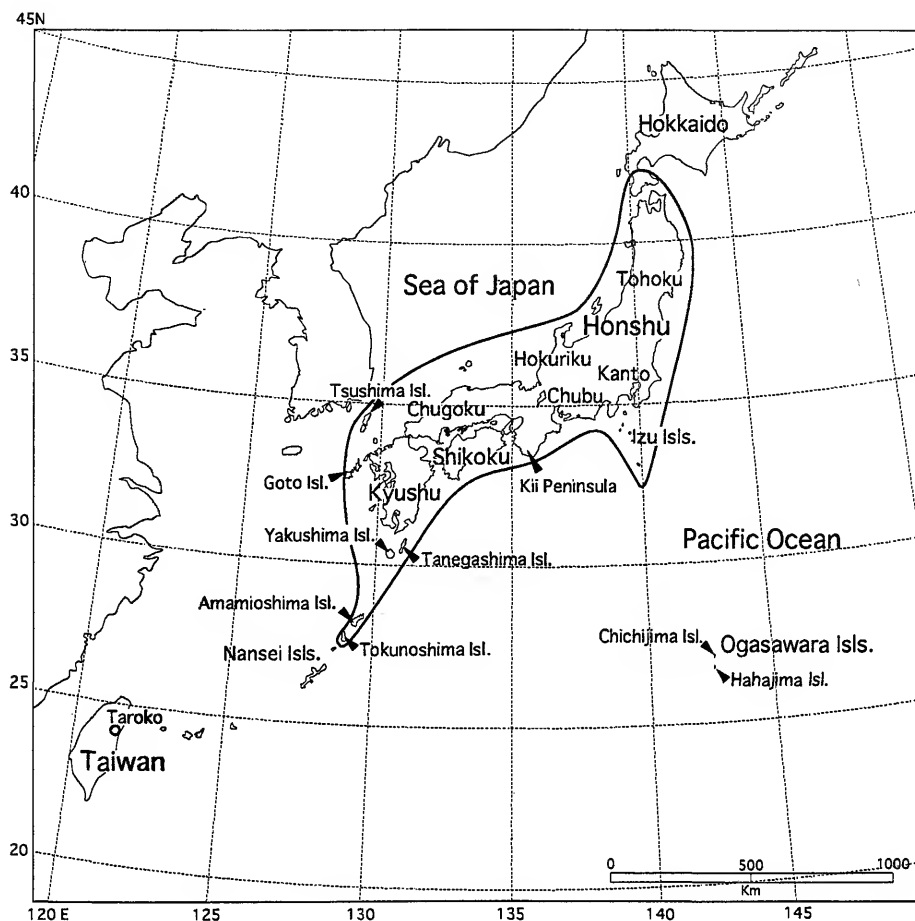 45N
Hokkaido
40
Tohoku
Sea of Japan
Honshu
Hokuriku
35
Kanto
Tsushima Isl.
Chubu
Chugoku
Izu Isls.
Shikoku
Goto Isl.
Kyushu
Kii Peninsula
30
Yakushima Isl.
Pacific Ocean
Tanegashima Isl.
Amamioshima Isl.
Chichijima Isl.
Ogasawara Isls.
Nansei Isls.
Tokunoshima Isl.
Hahajima Isl.
25
Taroko
Taiwan
20
0 500 1000
Km
120 E 125 130 135 140 145